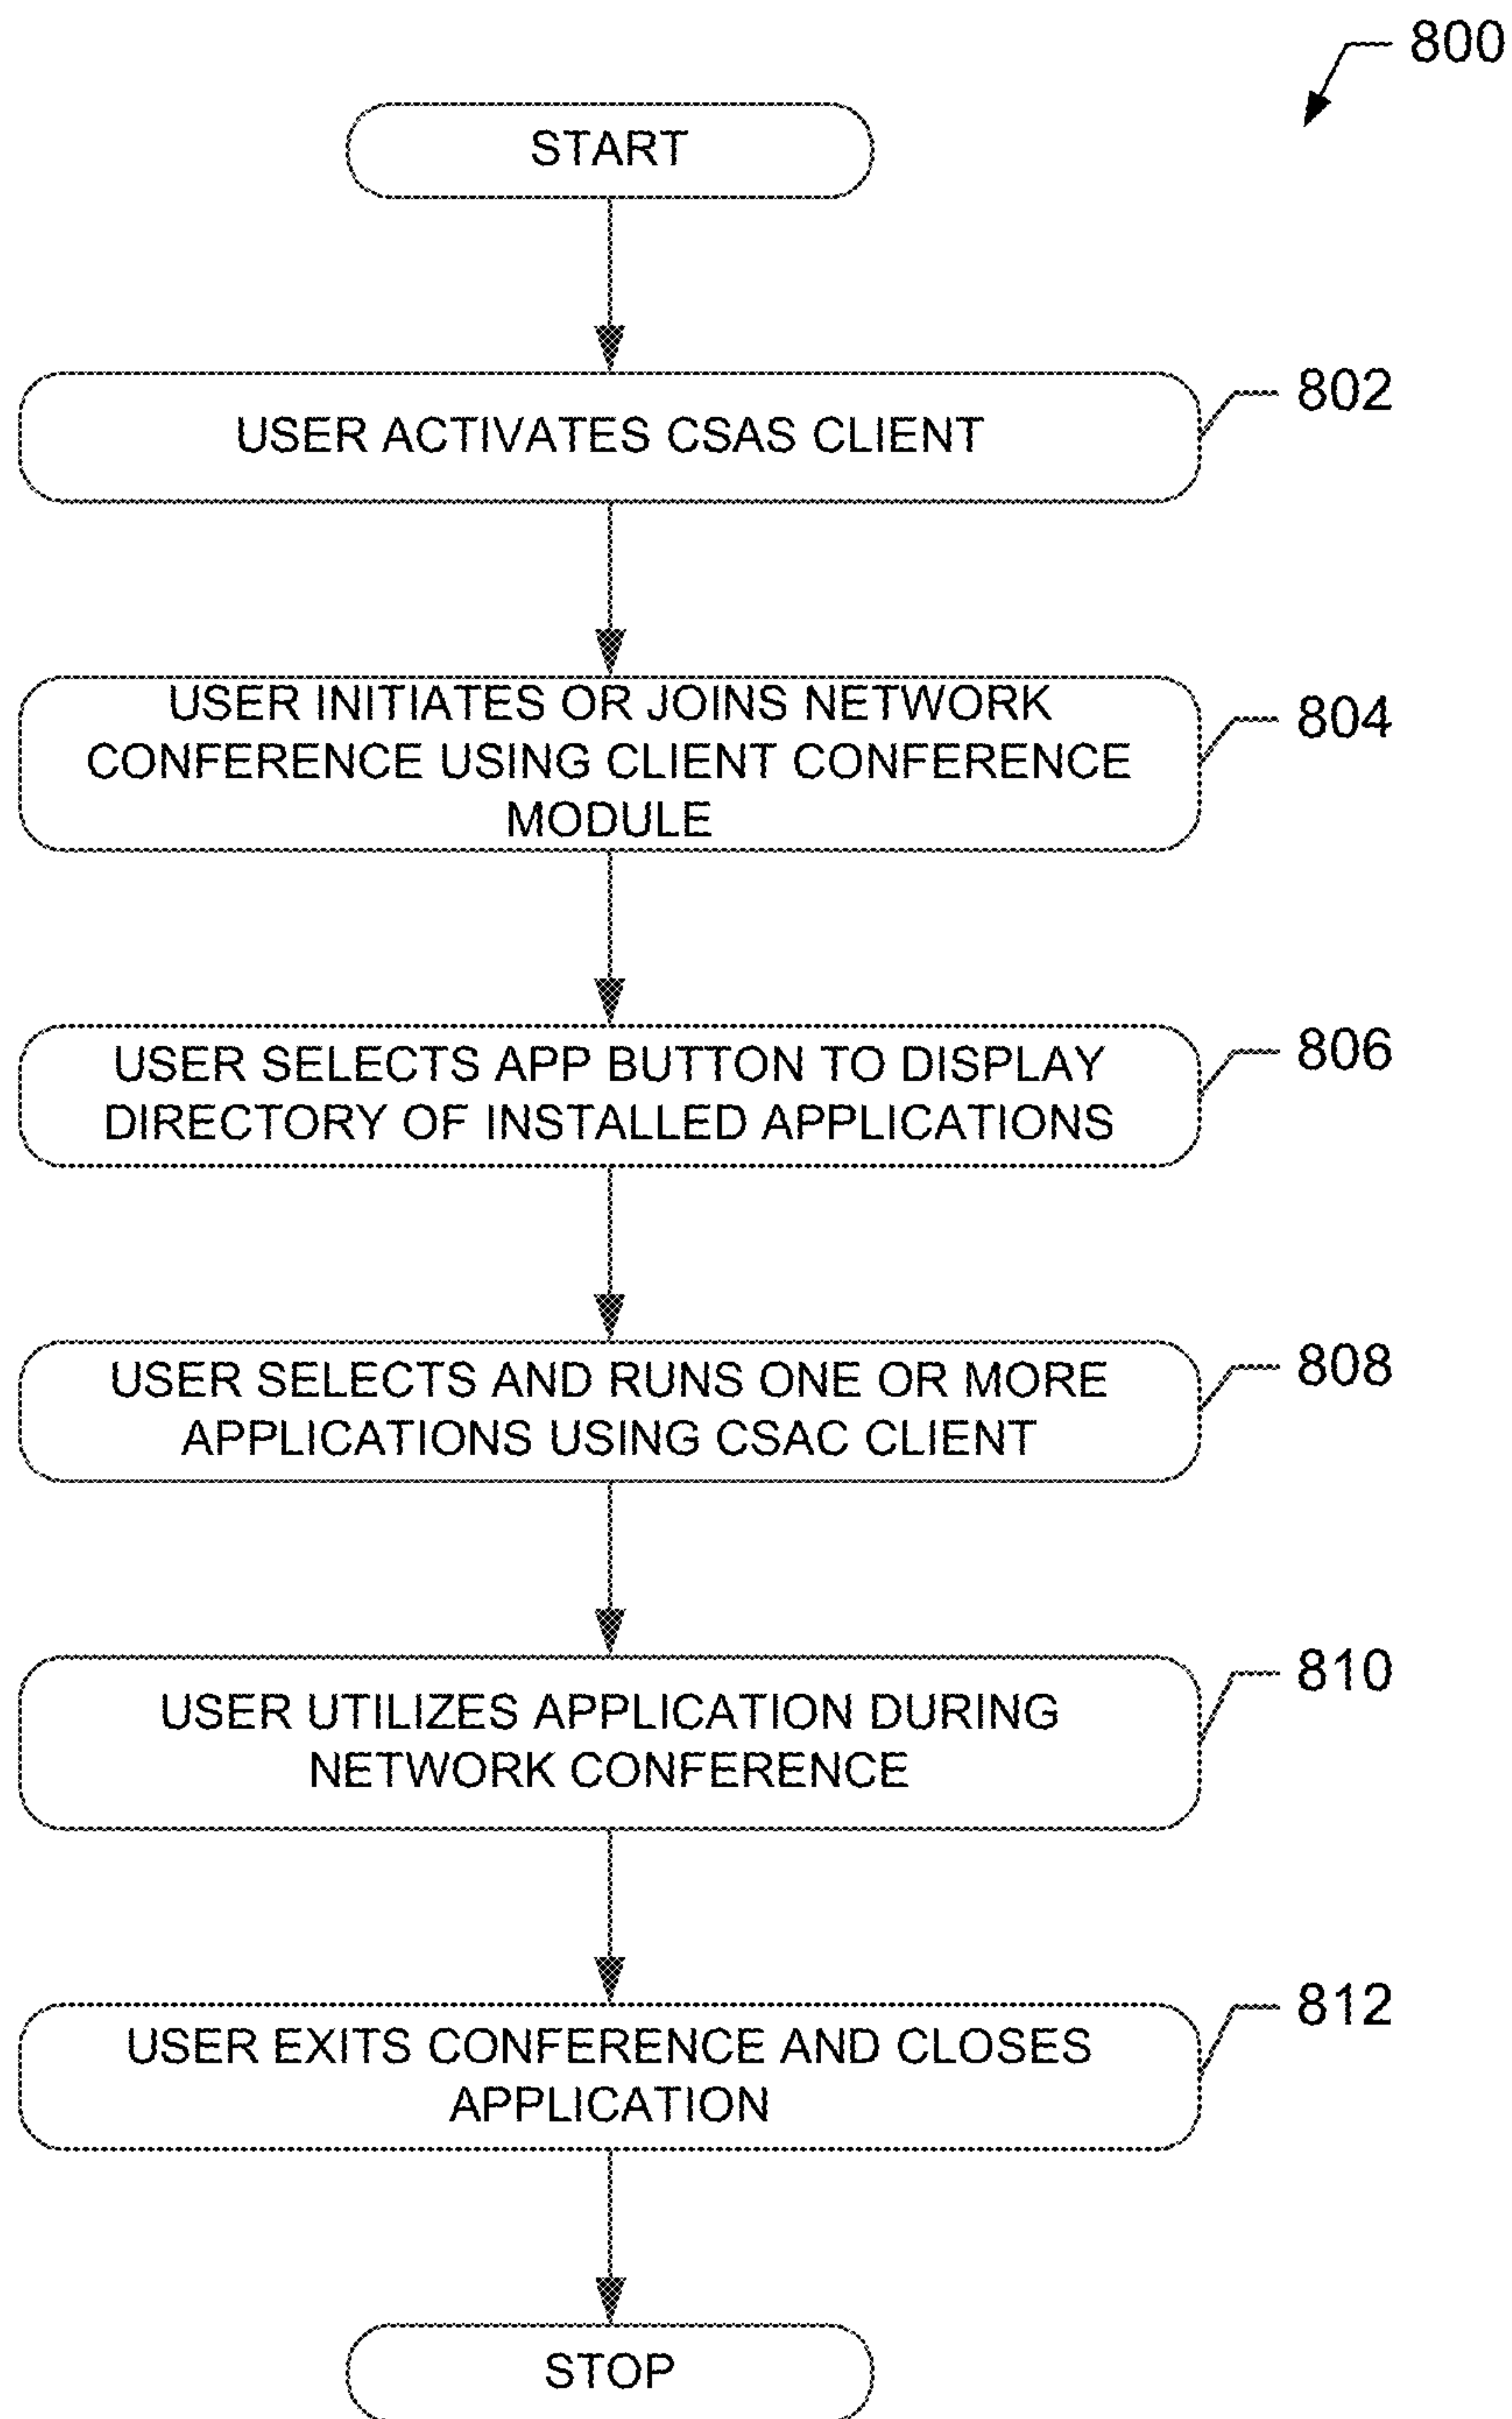 800
START
USER ACTIVATES CSAS CLIENT
802
USER INITIATES OR JOINS NETWORK
CONFERENCE USING CLIENT CONFERENCE
MODULE
804
USER SELECTS APP BUTTON TO DISPLAY
DIRECTORY OF INSTALLED APPLICATIONS
806
USER SELECTS AND RUNS ONE OR MORE
APPLICATIONS USING CSAC CLIENT
808
USER UTILIZES APPLICATION DURING
NETWORK CONFERENCE
810
USER EXITS CONFERENCE AND CLOSES
APPLICATION
812
STOP